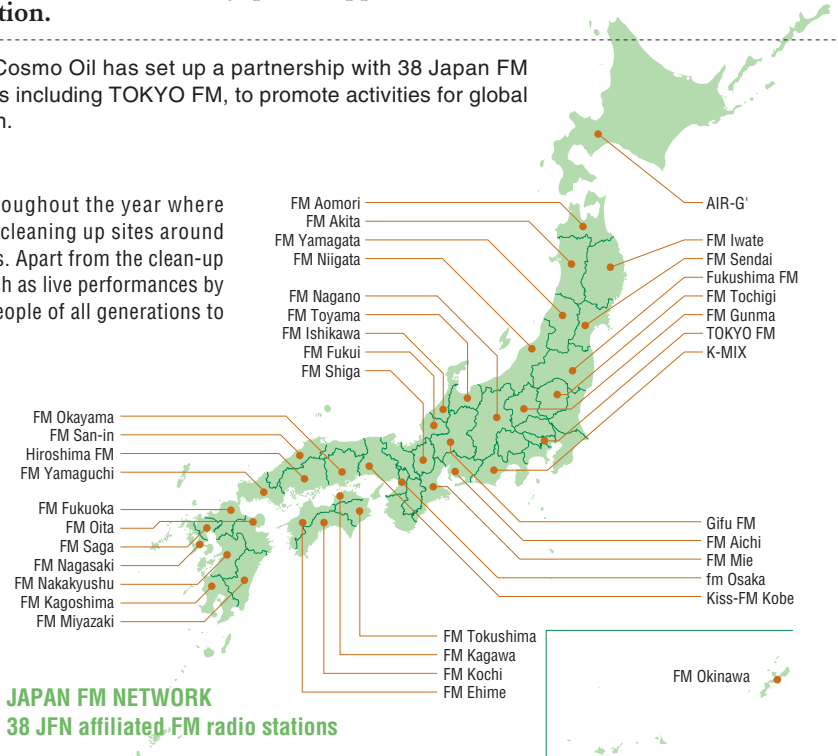 tion.
Cosmo Oil has set up a partnership with 38 Japan FM
s including TOKYO FM, to promote activities for global
n.
oughout the year where
cleaning up sites around
s. Apart from the clean-up
ch as live performances by
eople of all generations to
FM Aomori
FM Akita
FM Yamagata
FM Niigata
FM Nagano
FM Toyama
FM Ishikawa
FM Fukui
FM Shiga
AIR-G'
FM Iwate
FM Sendai
Fukushima FM
FM Tochigi
FM Gunma
TOKYO FM
K-MIX
FM Okayama
FM San-in
Hiroshima FM
FM Yamaguchi
FM Fukuoka
FM Oita
FM Saga
FM Nagasaki
FM Nakakyushu
FM Kagoshima
FM Miyazaki
Gifu FM
FM Aichi
FM Mie
fm Osaka
Kiss-FM Kobe
FM Tokushima
FM Kagawa
FM Kochi
FM Ehime
FM Okinawa
JAPAN FM NETWORK
38 JFN affiliated FM radio stations